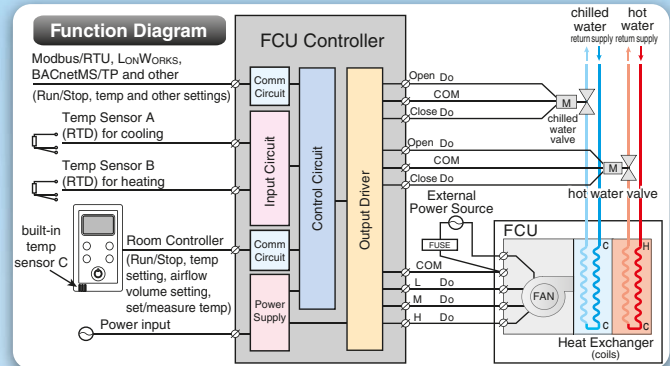 Function Diagram
Modbus/RTU, LONWORKS,
BACnetMS/TP and other
(Run/Stop, temp and other settings)
Temp Sensor A
(RTD) for cooling
Temp Sensor B
(RTD) for heating
built-in
temp
sensor C
Room Controller
(Run/Stop, temp
setting, airflow
volume setting,
set/measure temp)
Power input
FCU Controller
Comm
Circuit
Input Circuit
Comm
Circuit
Power
Supply
Control Circuit
Output Driver
Open Do
COM
Close Do
Open Do
COM
Close Do
External
Power Source
FUSE
COM
L Do
M Do
H Do
chilled
water
return supply
hot
water
return supply
M
chilled
water
valve
M
hot water valve
FCU
FAN
C
H
C
C
Heat Exchanger
(coils)